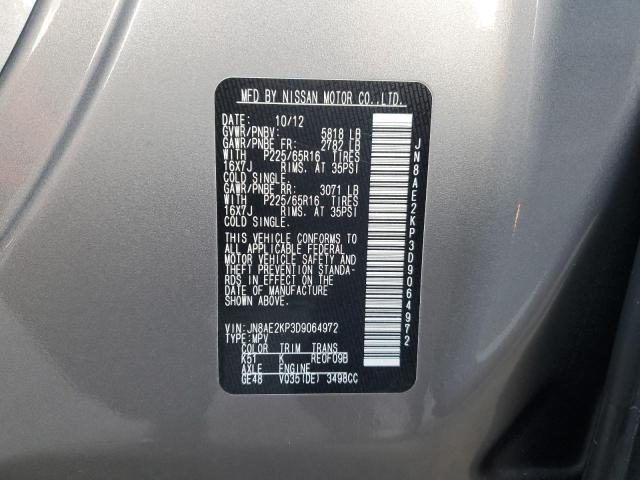 MFD BY NISSAN MOTOR CO.,LTD.
DATE: 10/12
GVWR/PNBV: 5818 LB
GAWR/PNBE FR: 2782 LB
WITH P225/65R16 TIRES
16X7J RIMS. AT 35PSI
COLD SINGLE.
GAWR/PNBE RR: 3071 LB
WITH P225/65R16 TIRES
16X7J RIMS. AT 35PSI
COLD SINGLE.
THIS VEHICLE CONFORMS TO
ALL APPLICABLE FEDERAL
MOTOR VEHICLE SAFETY AND
THEFT PREVENTION STANDA-
RDS IN EFFECT ON THE
DATE OF MANUFACTURE
SHOWN ABOVE.
VIN: JN8AE2KP3D9064972
TYPE: MPV
COLOR TRIM TRANS
K51 K RE0F09B
AXLE ENGINE
GE48 VQ35(DE) 3498CC
JN8AE2KP3D9064972